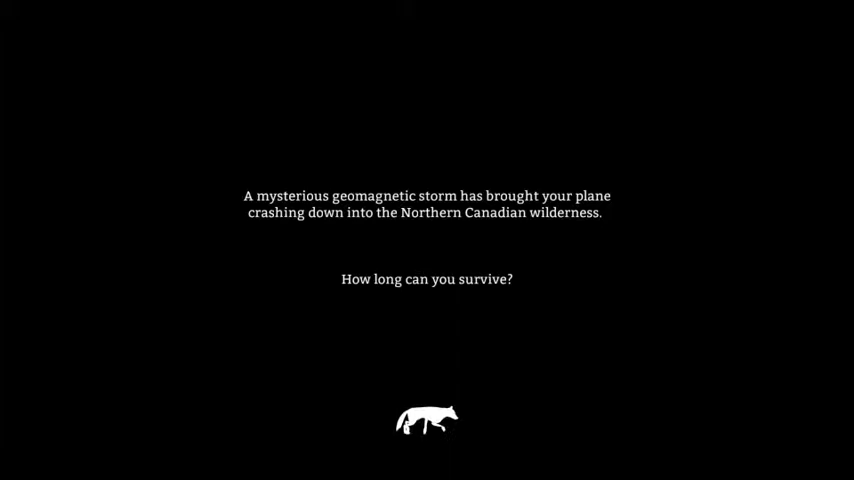 A mysterious geomagnetic storm has brought your plane
crashing down into the Northern Canadian wilderness.
How long can you survive?